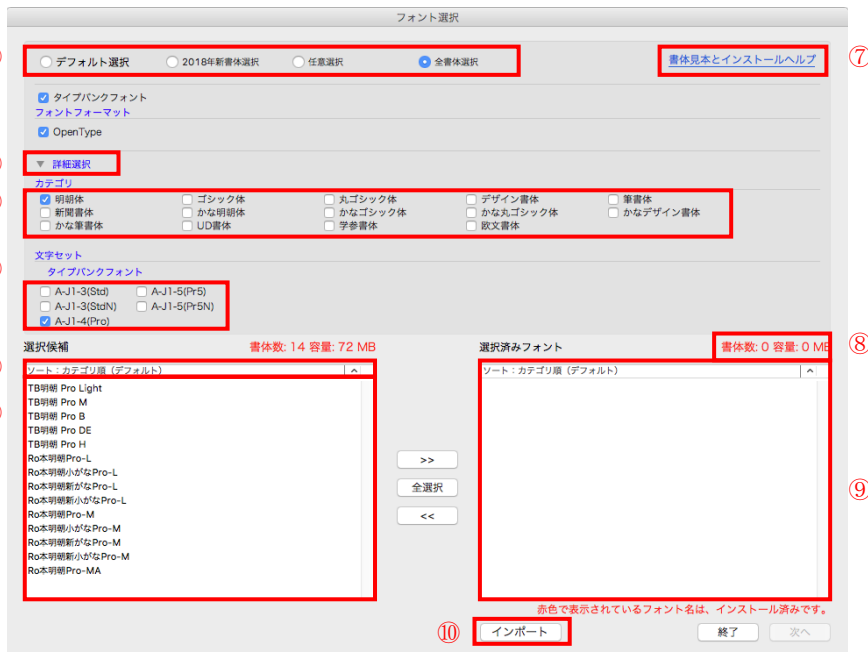 フォント選択
デフォルト選択 2018年新書体選択 任意選択 全書体選択 書体見本とインストールヘルプ ⑦
タイプバンクフォント
フォントフォーマット
OpenType
▼ 詳細選択
カテゴリ
明朝体 ゴシック体 丸ゴシック体 デザイン書体 筆書体
新聞書体 かな明朝体 かなゴシック体 かな丸ゴシック体 かなデザイン書体
かな筆書体 UD書体 学参書体 欧文書体
文字セット
タイプバンクフォント
A-J1-3(Std) A-J1-5(Pr5)
A-J1-3(StdN) A-J1-5(Pr5N)
A-J1-4(Pro)
選択候補 書体数: 14 容量: 72 MB 選択済みフォント 書体数: 0 容量: 0 MB ⑧
ソート：カテゴリ順（デフォルト） ソート：カテゴリ順（デフォルト）
TB明朝 Pro Light
TB明朝 Pro M
TB明朝 Pro B
TB明朝 Pro DE
TB明朝 Pro H
Ro本明朝Pro-L
Ro本明朝小がなPro-L
Ro本明朝新がなPro-L
Ro本明朝新小がなPro-L
Ro本明朝Pro-M
Ro本明朝小がなPro-M
Ro本明朝新がなPro-M
Ro本明朝新小がなPro-M
Ro本明朝Pro-MA
>>
全選択 ⑨
<<
赤色で表示されているフォント名は、インストール済みです。
⑩ インポート 終了 次へ